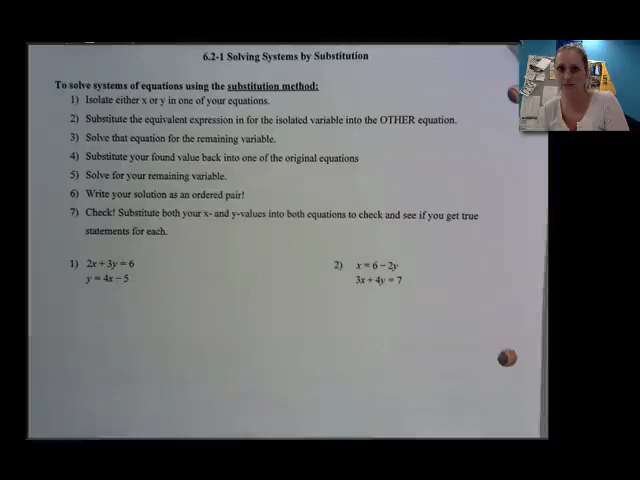 6.2-1 Solving Systems by Substitution
To solve systems of equations using the substitution method:
1) Isolate either x or y in one of your equations.
2) Substitute the equivalent expression in for the isolated variable into the OTHER equation.
3) Solve that equation for the remaining variable.
4) Substitute your found value back into one of the original equations
5) Solve for your remaining variable.
6) Write your solution as an ordered pair!
7) Check! Substitute both your x- and y-values into both equations to check and see if you get true
statements for each.
1) 2x + 3y = 6
y = 4x – 5
2) x = 6 – 2y
3x + 4y = 7